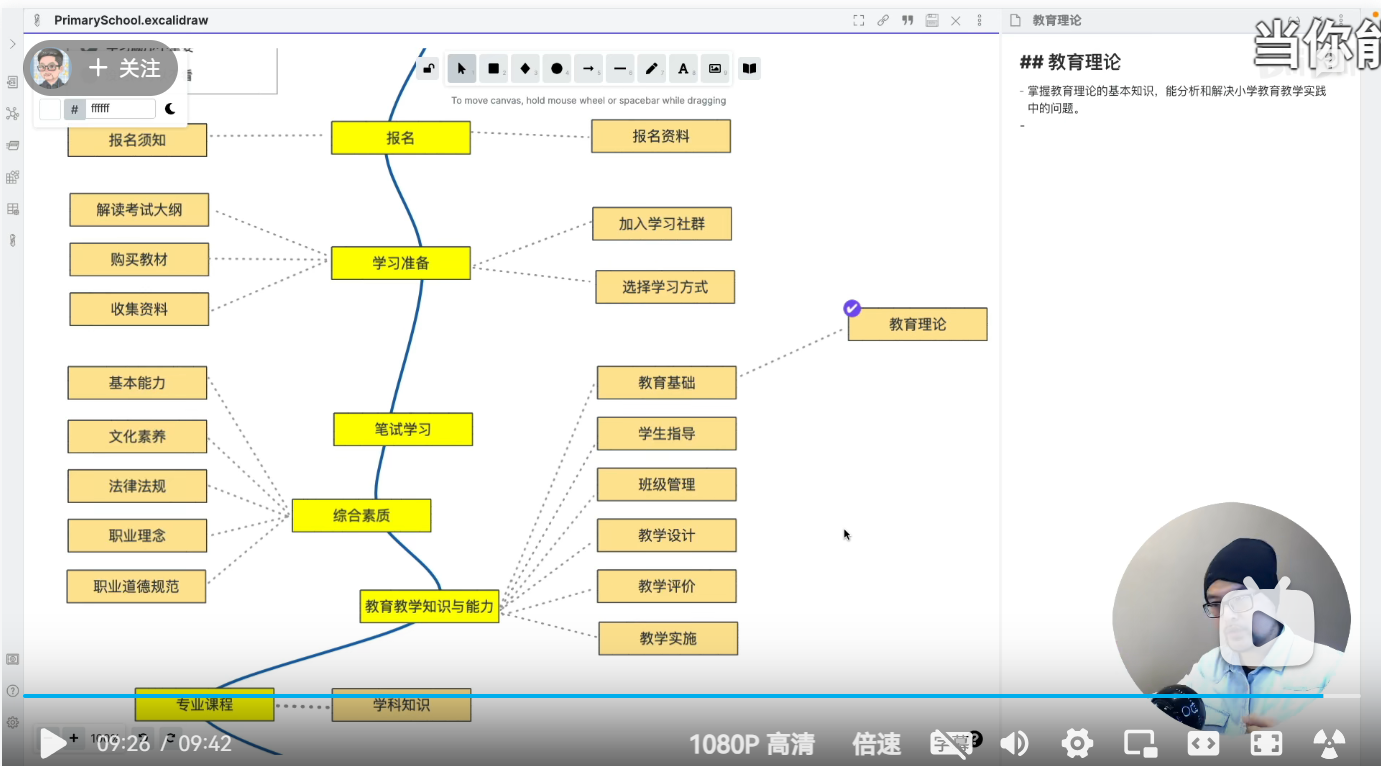 PrimarySchool.excalidraw
教育理论
当你能
+ 关注
# ffffff
To move canvas, hold mouse wheel or spacebar while dragging
## 教育理论
- 掌握教育理论的基本知识，能分析和解决小学教育教学实践
中的问题。
-
报名须知
报名
报名资料
解读考试大纲
购买教材
收集资料
学习准备
加入学习社群
选择学习方式
教育理论
基本能力
文化素养
法律法规
职业理念
职业道德规范
笔试学习
综合素质
教育教学知识与能力
教育基础
学生指导
班级管理
教学设计
教学评价
教学实施
专业课程
学科知识
09:26 / 09:42
1080P 高清
倍速
字幕